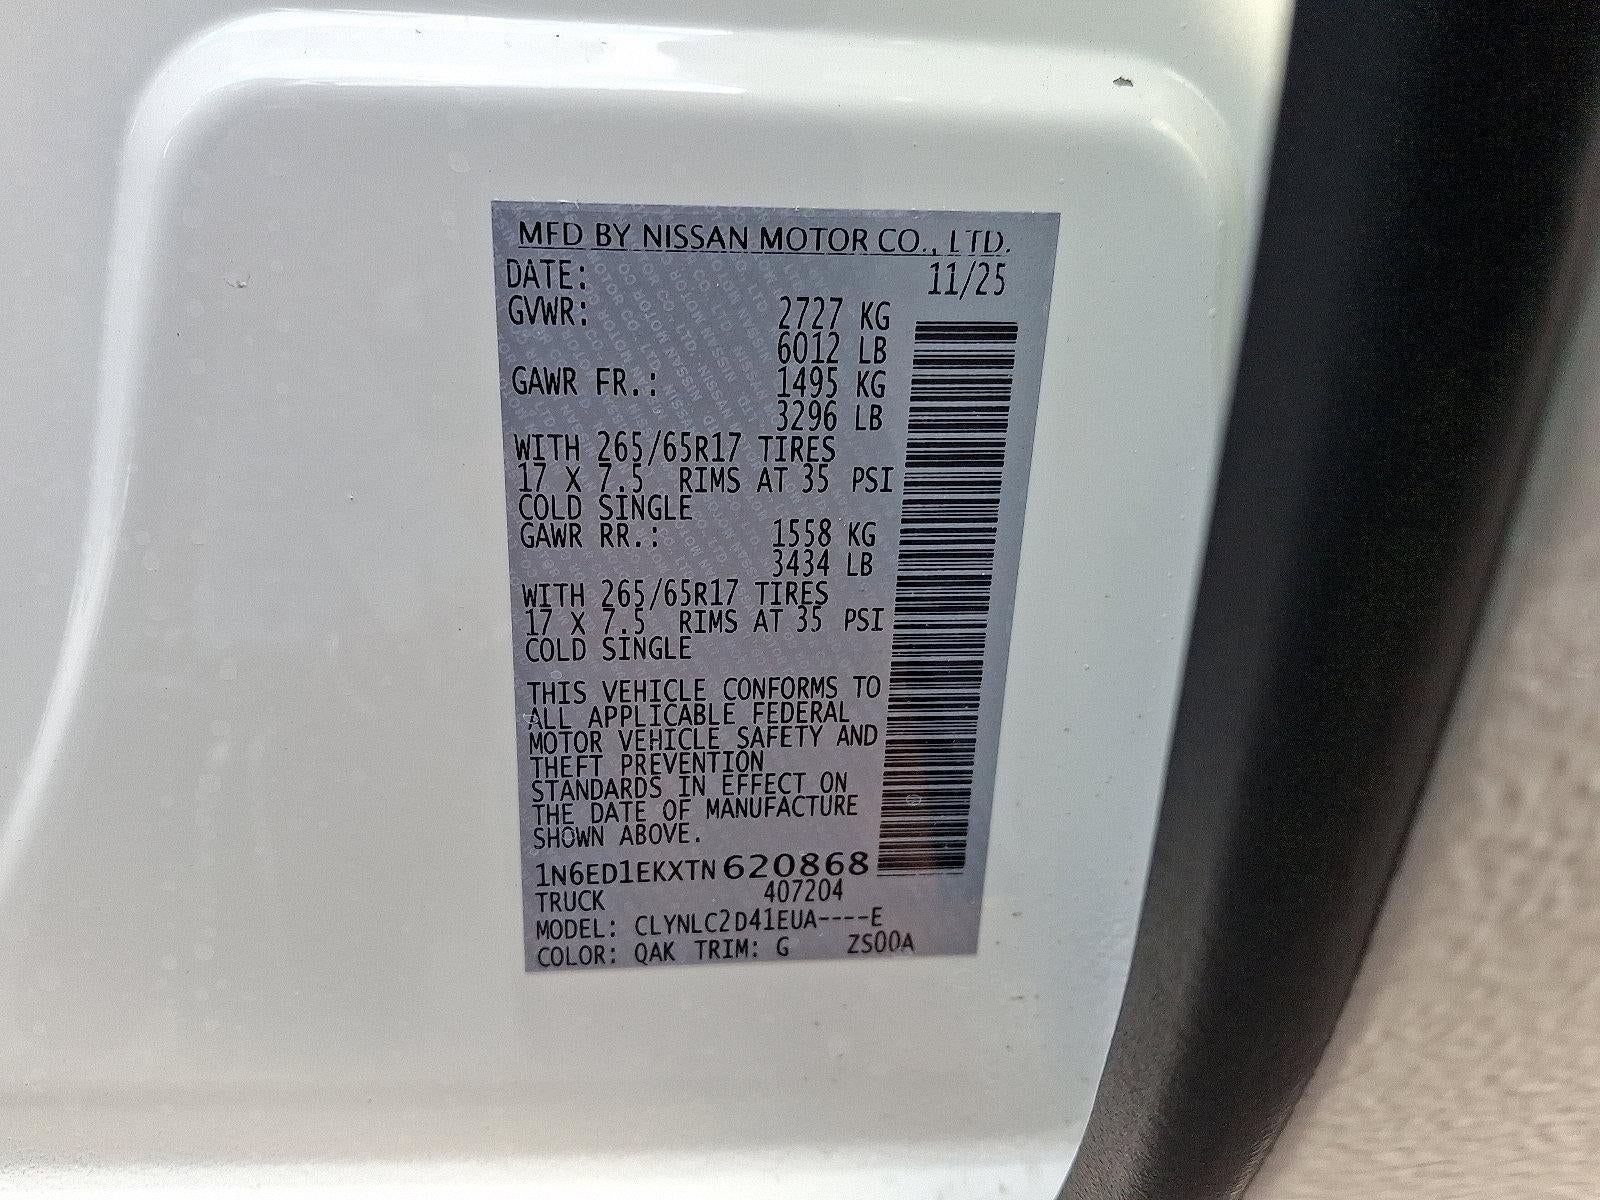 MFD BY NISSAN MOTOR CO., LTD.
DATE: 11/25
GVWR: 2727 KG
6012 LB
GAWR FR.: 1495 KG
3296 LB
WITH 265/65R17 TIRES
17 X 7.5 RIMS AT 35 PSI
COLD SINGLE
GAWR RR.: 1558 KG
3434 LB
WITH 265/65R17 TIRES
17 X 7.5 RIMS AT 35 PSI
COLD SINGLE
THIS VEHICLE CONFORMS TO
ALL APPLICABLE FEDERAL
MOTOR VEHICLE SAFETY AND
THEFT PREVENTION
STANDARDS IN EFFECT ON
THE DATE OF MANUFACTURE
SHOWN ABOVE.
1N6ED1EKXTN620868
TRUCK 407204
MODEL: CLYNLC2D41EUA----E
COLOR: QAK TRIM: G ZS00A